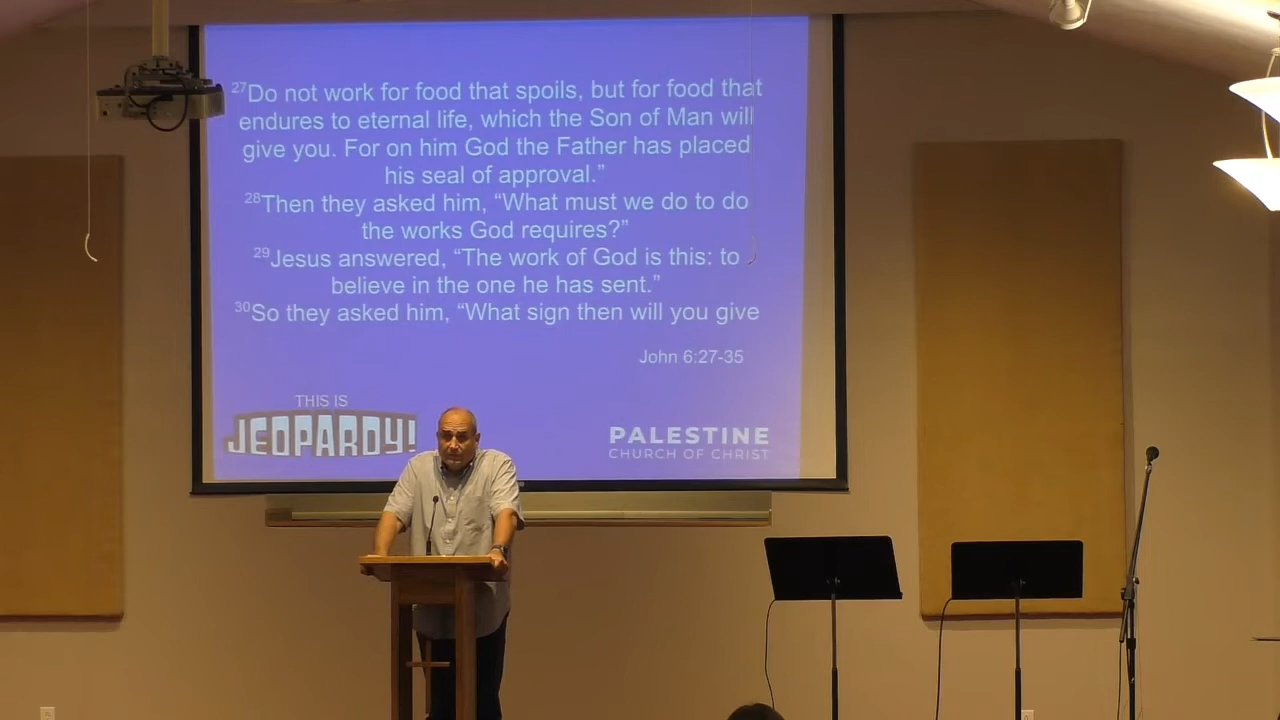 27Do not work for food that spoils, but for food that
endures to eternal life, which the Son of Man will
give you. For on him God the Father has placed
his seal of approval.”
28Then they asked him, “What must we do to do
the works God requires?”
29Jesus answered, “The work of God is this: to
believe in the one he has sent.”
30So they asked him, “What sign then will you give
John 6:27-35
THIS IS
JEOPARDY!
PALESTINE
CHURCH OF CHRIST